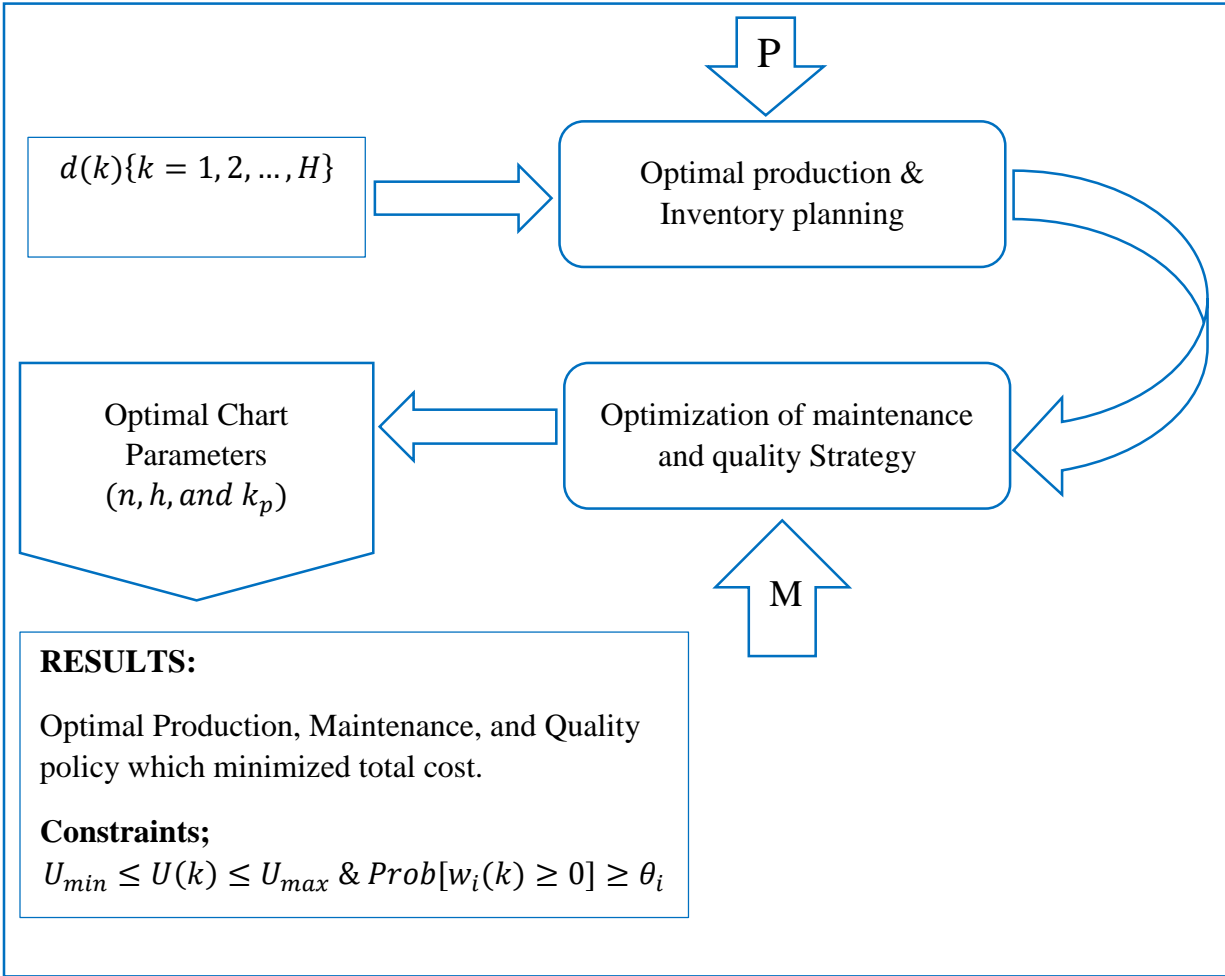 P
d(k){k = 1, 2, … , H}
Optimal production &
Inventory planning
Optimal Chart
Parameters
(n, h, and k_p)
Optimization of maintenance
and quality Strategy
M
RESULTS:
Optimal Production, Maintenance, and Quality
policy which minimized total cost.
Constraints;
U_min ≤ U(k) ≤ U_max & Prob[w_i(k) ≥ 0] ≥ θ_i